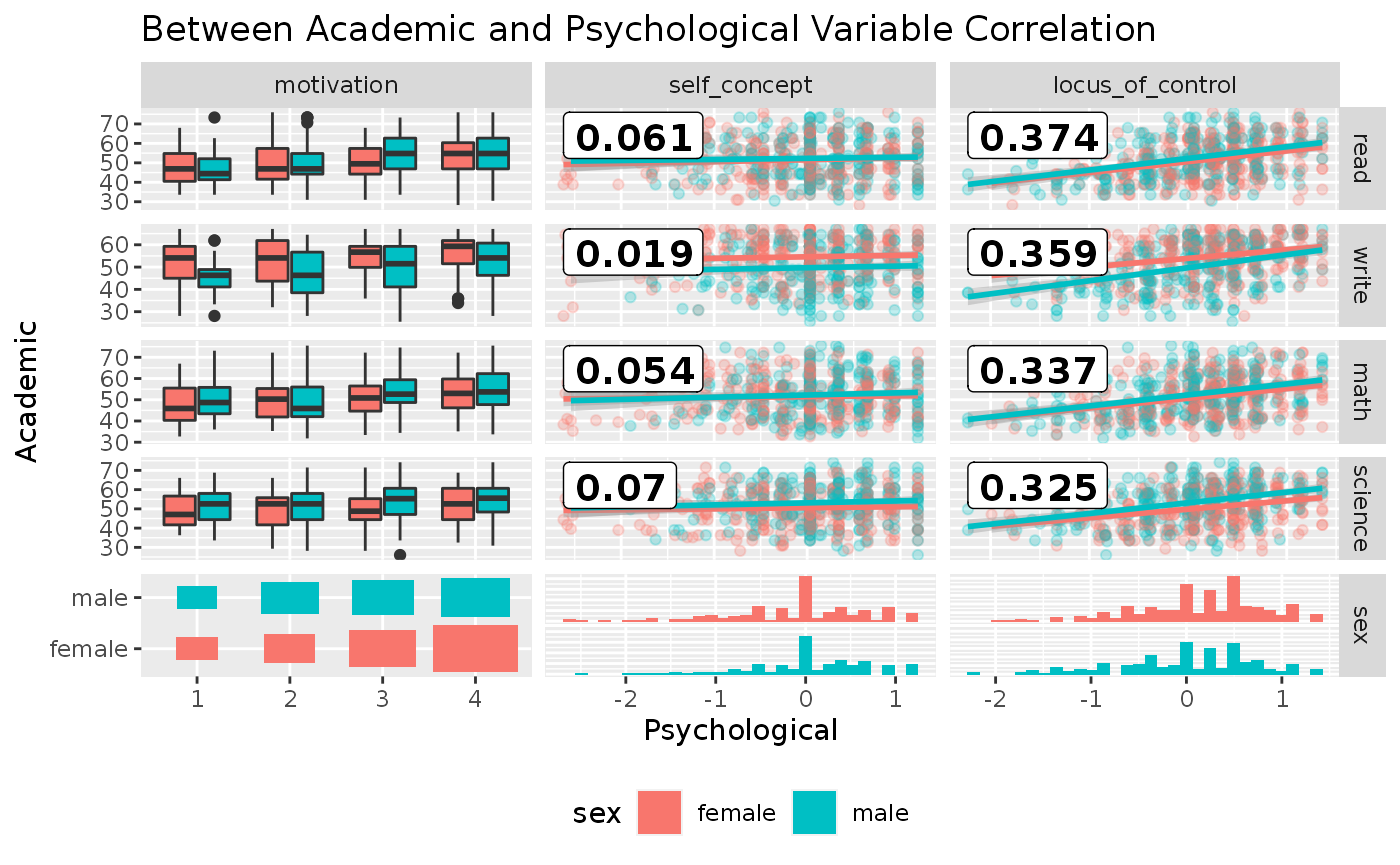 Between Academic and Psychological Variable Correlation
motivation self_concept locus_of_control
70
60
50
40
30
0.061 0.374
read
60
50
40
30
0.019 0.359
write
70
60
50
40
30
0.054 0.337
math
70
60
50
40
30
0.07 0.325
science
male
female
sex
1 2 3 4 -2 -1 0 1 -2 -1 0 1
Academic
Psychological
sex female male